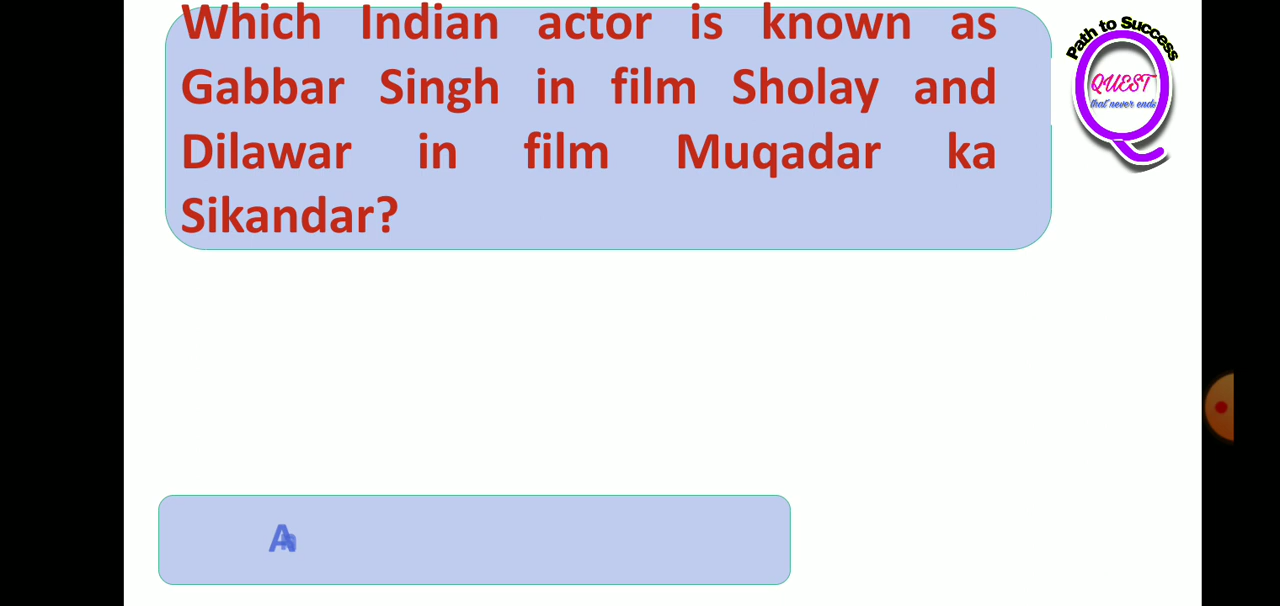 Which Indian actor is known as
Gabbar Singh in film Sholay and
Dilawar in film Muqadar ka
Sikandar?
Path to Success
QUEST
that never ends
A